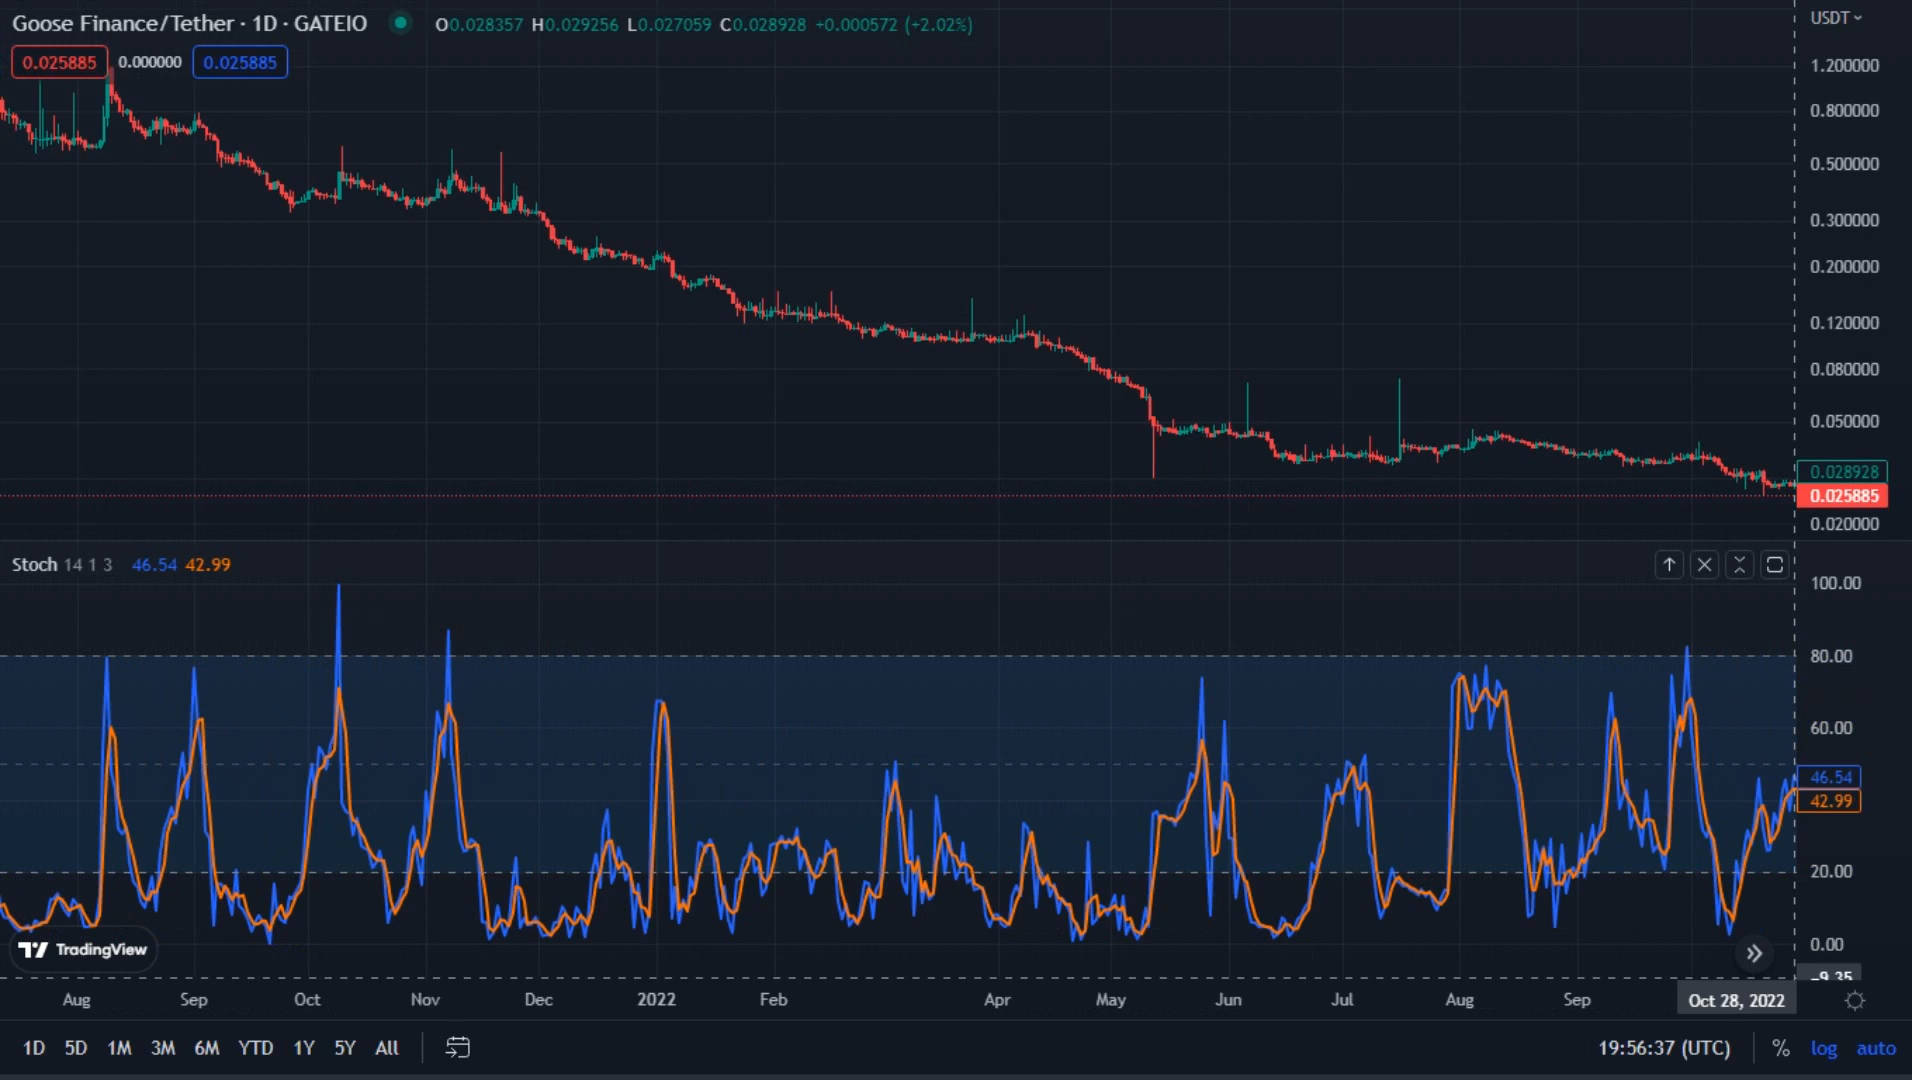 Goose Finance/Tether · 1D · GATEIO O0.028357 H0.029256 L0.027059 C0.028928 +0.000572 (+2.02%)
USDT
0.025885 0.000000 0.025885
1.200000
0.800000
0.500000
0.300000
0.200000
0.120000
0.080000
0.050000
0.028928
0.025885
0.020000
Stoch 14 1 3 46.54 42.99
100.00
80.00
60.00
46.54
42.99
20.00
0.00
−9.35
TradingView
Aug Sep Oct Nov Dec 2022 Feb Apr May Jun Jul Aug Sep Oct 28, 2022
1D 5D 1M 3M 6M YTD 1Y 5Y All 19:56:37 (UTC) % log auto